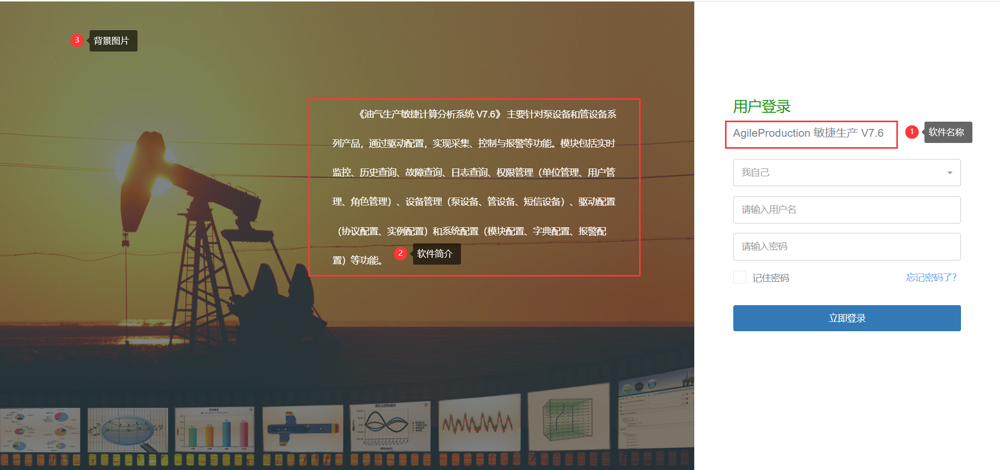 3 背景图片
《油气生产敏捷计算分析系统 V7.6》 主要针对泵设备和管设备系
列产品，通过驱动配置，实现采集、控制与报警等功能。模块包括实时
监控、历史查询、故障查询、日志查询、权限管理（单位管理、用户管
理、角色管理）、设备管理（泵设备、管设备、短信设备）、驱动配置
（协议配置、实例配置）和系统配置（模块配置、字典配置、报警配
置）等功能。
2 软件简介
用户登录
AgileProduction 敏捷生产 V7.6
1 软件名称
我自己
请输入用户名
请输入密码
记住密码
忘记密码了?
立即登录